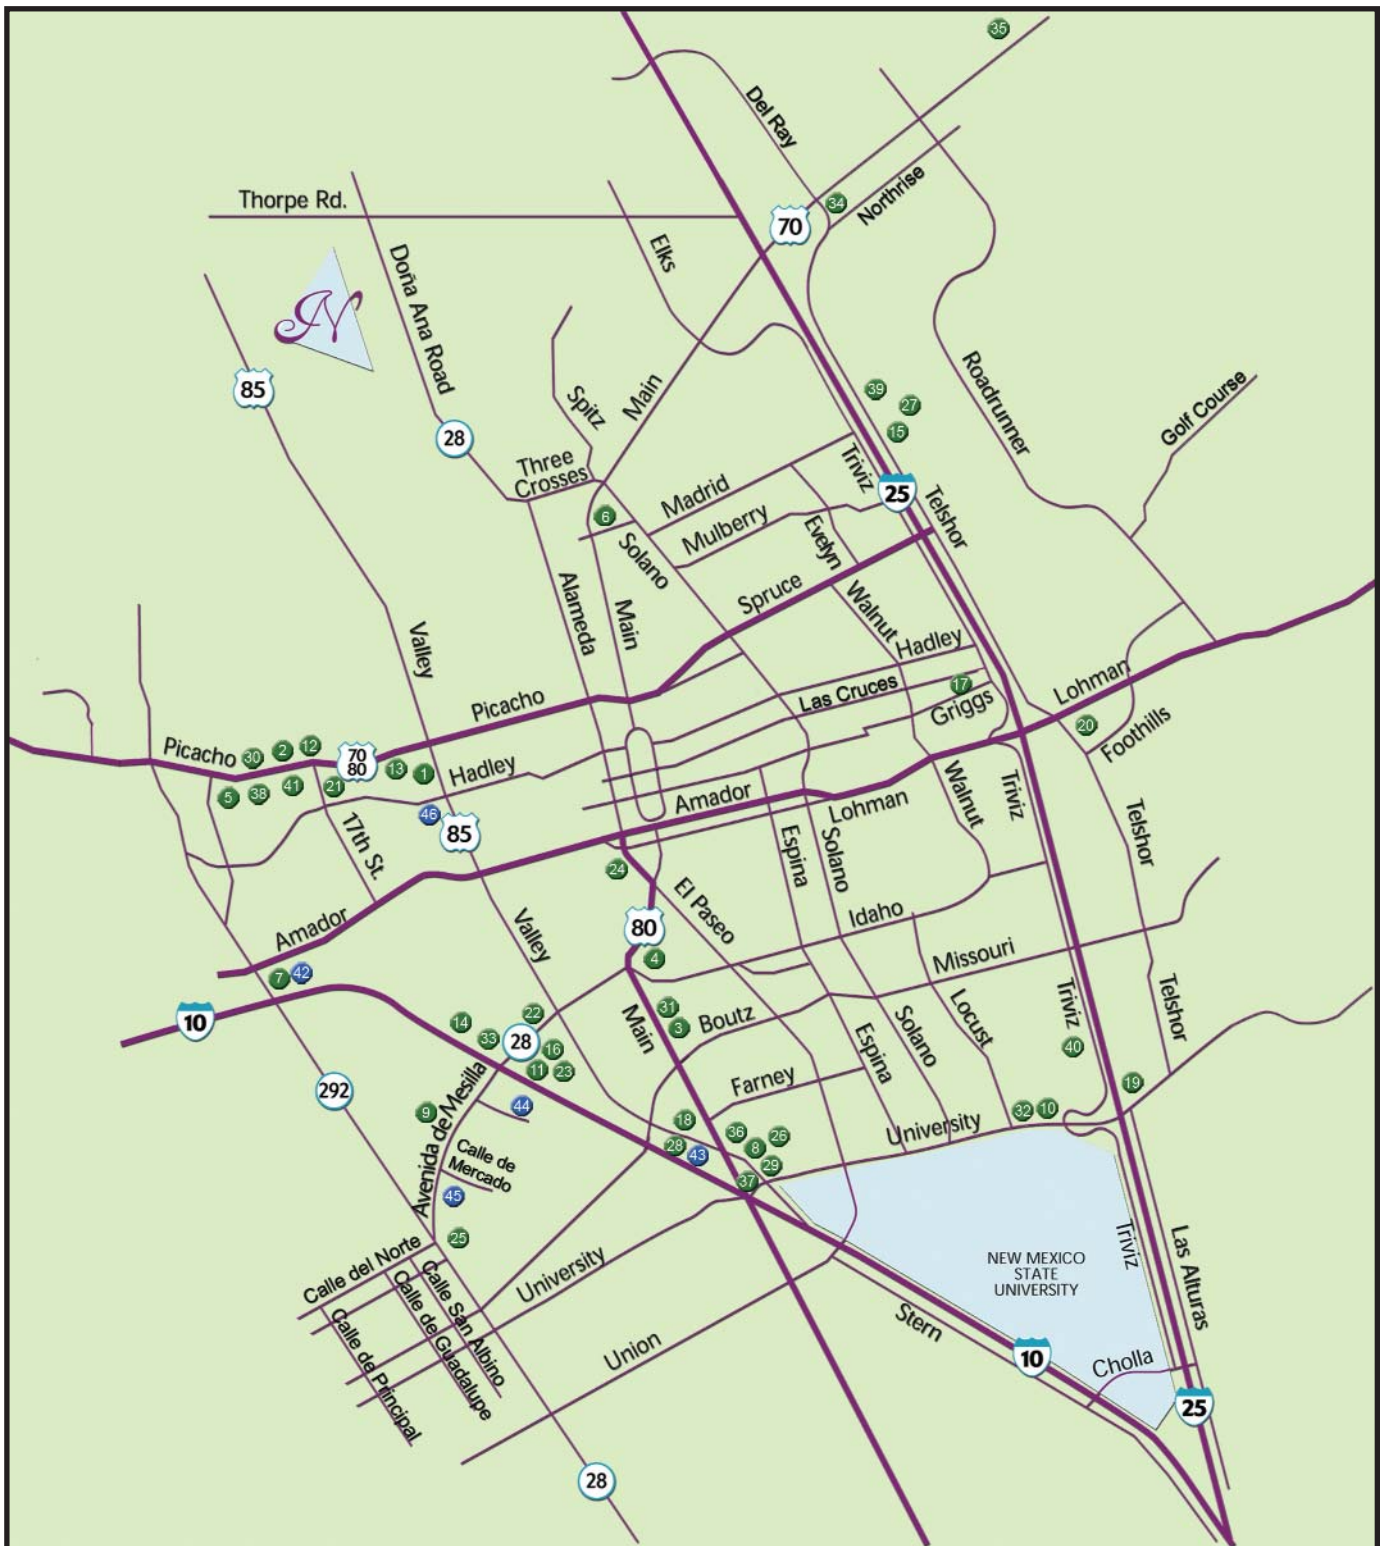 35
Del Ray
Thorpe Rd.
34
Northrise
70
Elks
Doña Ana Road
N
85
39
27
15
Roadrunner
Golf Course
Main
Spitz
28
Three
Crosses
Triviz
25
Telshor
Madrid
6
Mulberry
Evelyn
Solano
Spruce
Walnut
Alameda
Main
Valley
Hadley
Las Cruces
17
Griggs
Lohman
20
Foothills
Picacho
Picacho
30
2
12
70
80
13
1
Hadley
5
38
41
21
46
85
17th St.
Amador
Lohman
Walnut
Triviz
Telshor
Espina
Solano
24
El Paseo
Idaho
80
4
Amador
Valley
Missouri
7
42
10
14
33
22
28
16
11
23
31
3
Main
Boutz
Locust
Solano
Espina
Triviz
Telshor
40
19
Farney
292
9
Avenida de Mesilla
44
Calle de
Mercado
45
25
18
28
43
36
8
26
29
37
University
32
10
Calle del Norte
Calle San Albino
Calle de Guadalupe
Calle de Principal
University
Union
Stern
NEW MEXICO
STATE
UNIVERSITY
Triviz
Las Alturas
10
Cholla
25
28